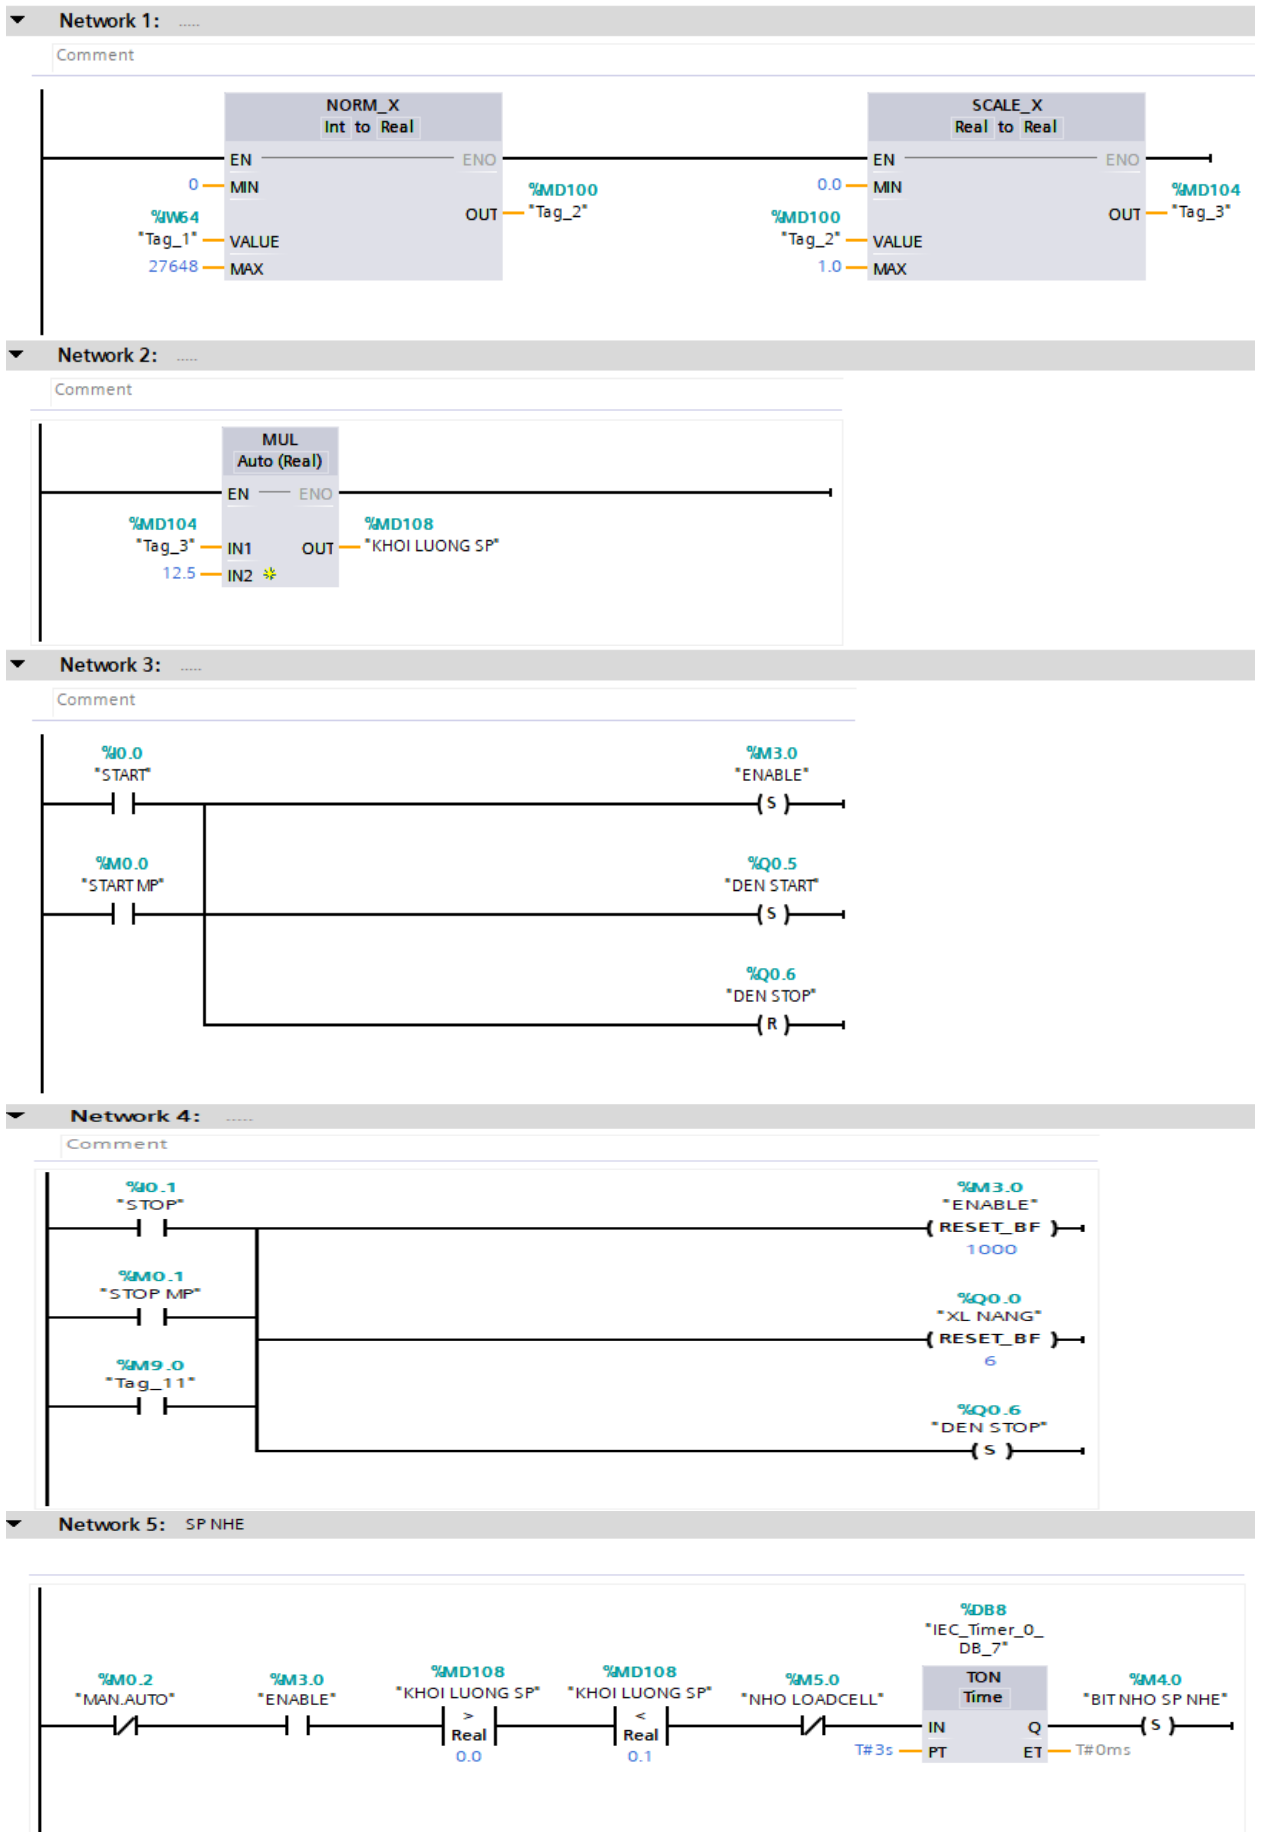 Network 1: .....
Comment
NORM_X
Int to Real
EN ENO
0 MIN
%IW64
"Tag_1" VALUE
27648 MAX
OUT
%MD100
"Tag_2"
SCALE_X
Real to Real
EN ENO
0.0 MIN
%MD100
"Tag_2" VALUE
1.0 MAX
OUT
%MD104
"Tag_3"
Network 2: .....
Comment
MUL
Auto (Real)
EN ENO
%MD104
"Tag_3" IN1
12.5 IN2
OUT
%MD108
"KHOI LUONG SP"
Network 3: .....
Comment
%I0.0
"START"
%M3.0
"ENABLE"
( S )
%M0.0
"START MP"
%Q0.5
"DEN START"
( S )
%Q0.6
"DEN STOP"
( R )
Network 4: .....
Comment
%I0.1
"STOP"
%M3.0
"ENABLE"
( RESET_BF )
1000
%M0.1
"STOP MP"
%Q0.0
"XL NANG"
( RESET_BF )
6
%M9.0
"Tag_11"
%Q0.6
"DEN STOP"
( S )
Network 5: SP NHE
%M0.2
"MAN.AUTO"
%M3.0
"ENABLE"
%MD108
"KHOI LUONG SP"
>
Real
0.0
%MD108
"KHOI LUONG SP"
<
Real
0.1
%M5.0
"NHO LOADCELL"
%DB8
"IEC_Timer_0_
DB_7"
TON
Time
IN Q
T#3s PT ET T#0ms
%M4.0
"BIT NHO SP NHE"
( S )